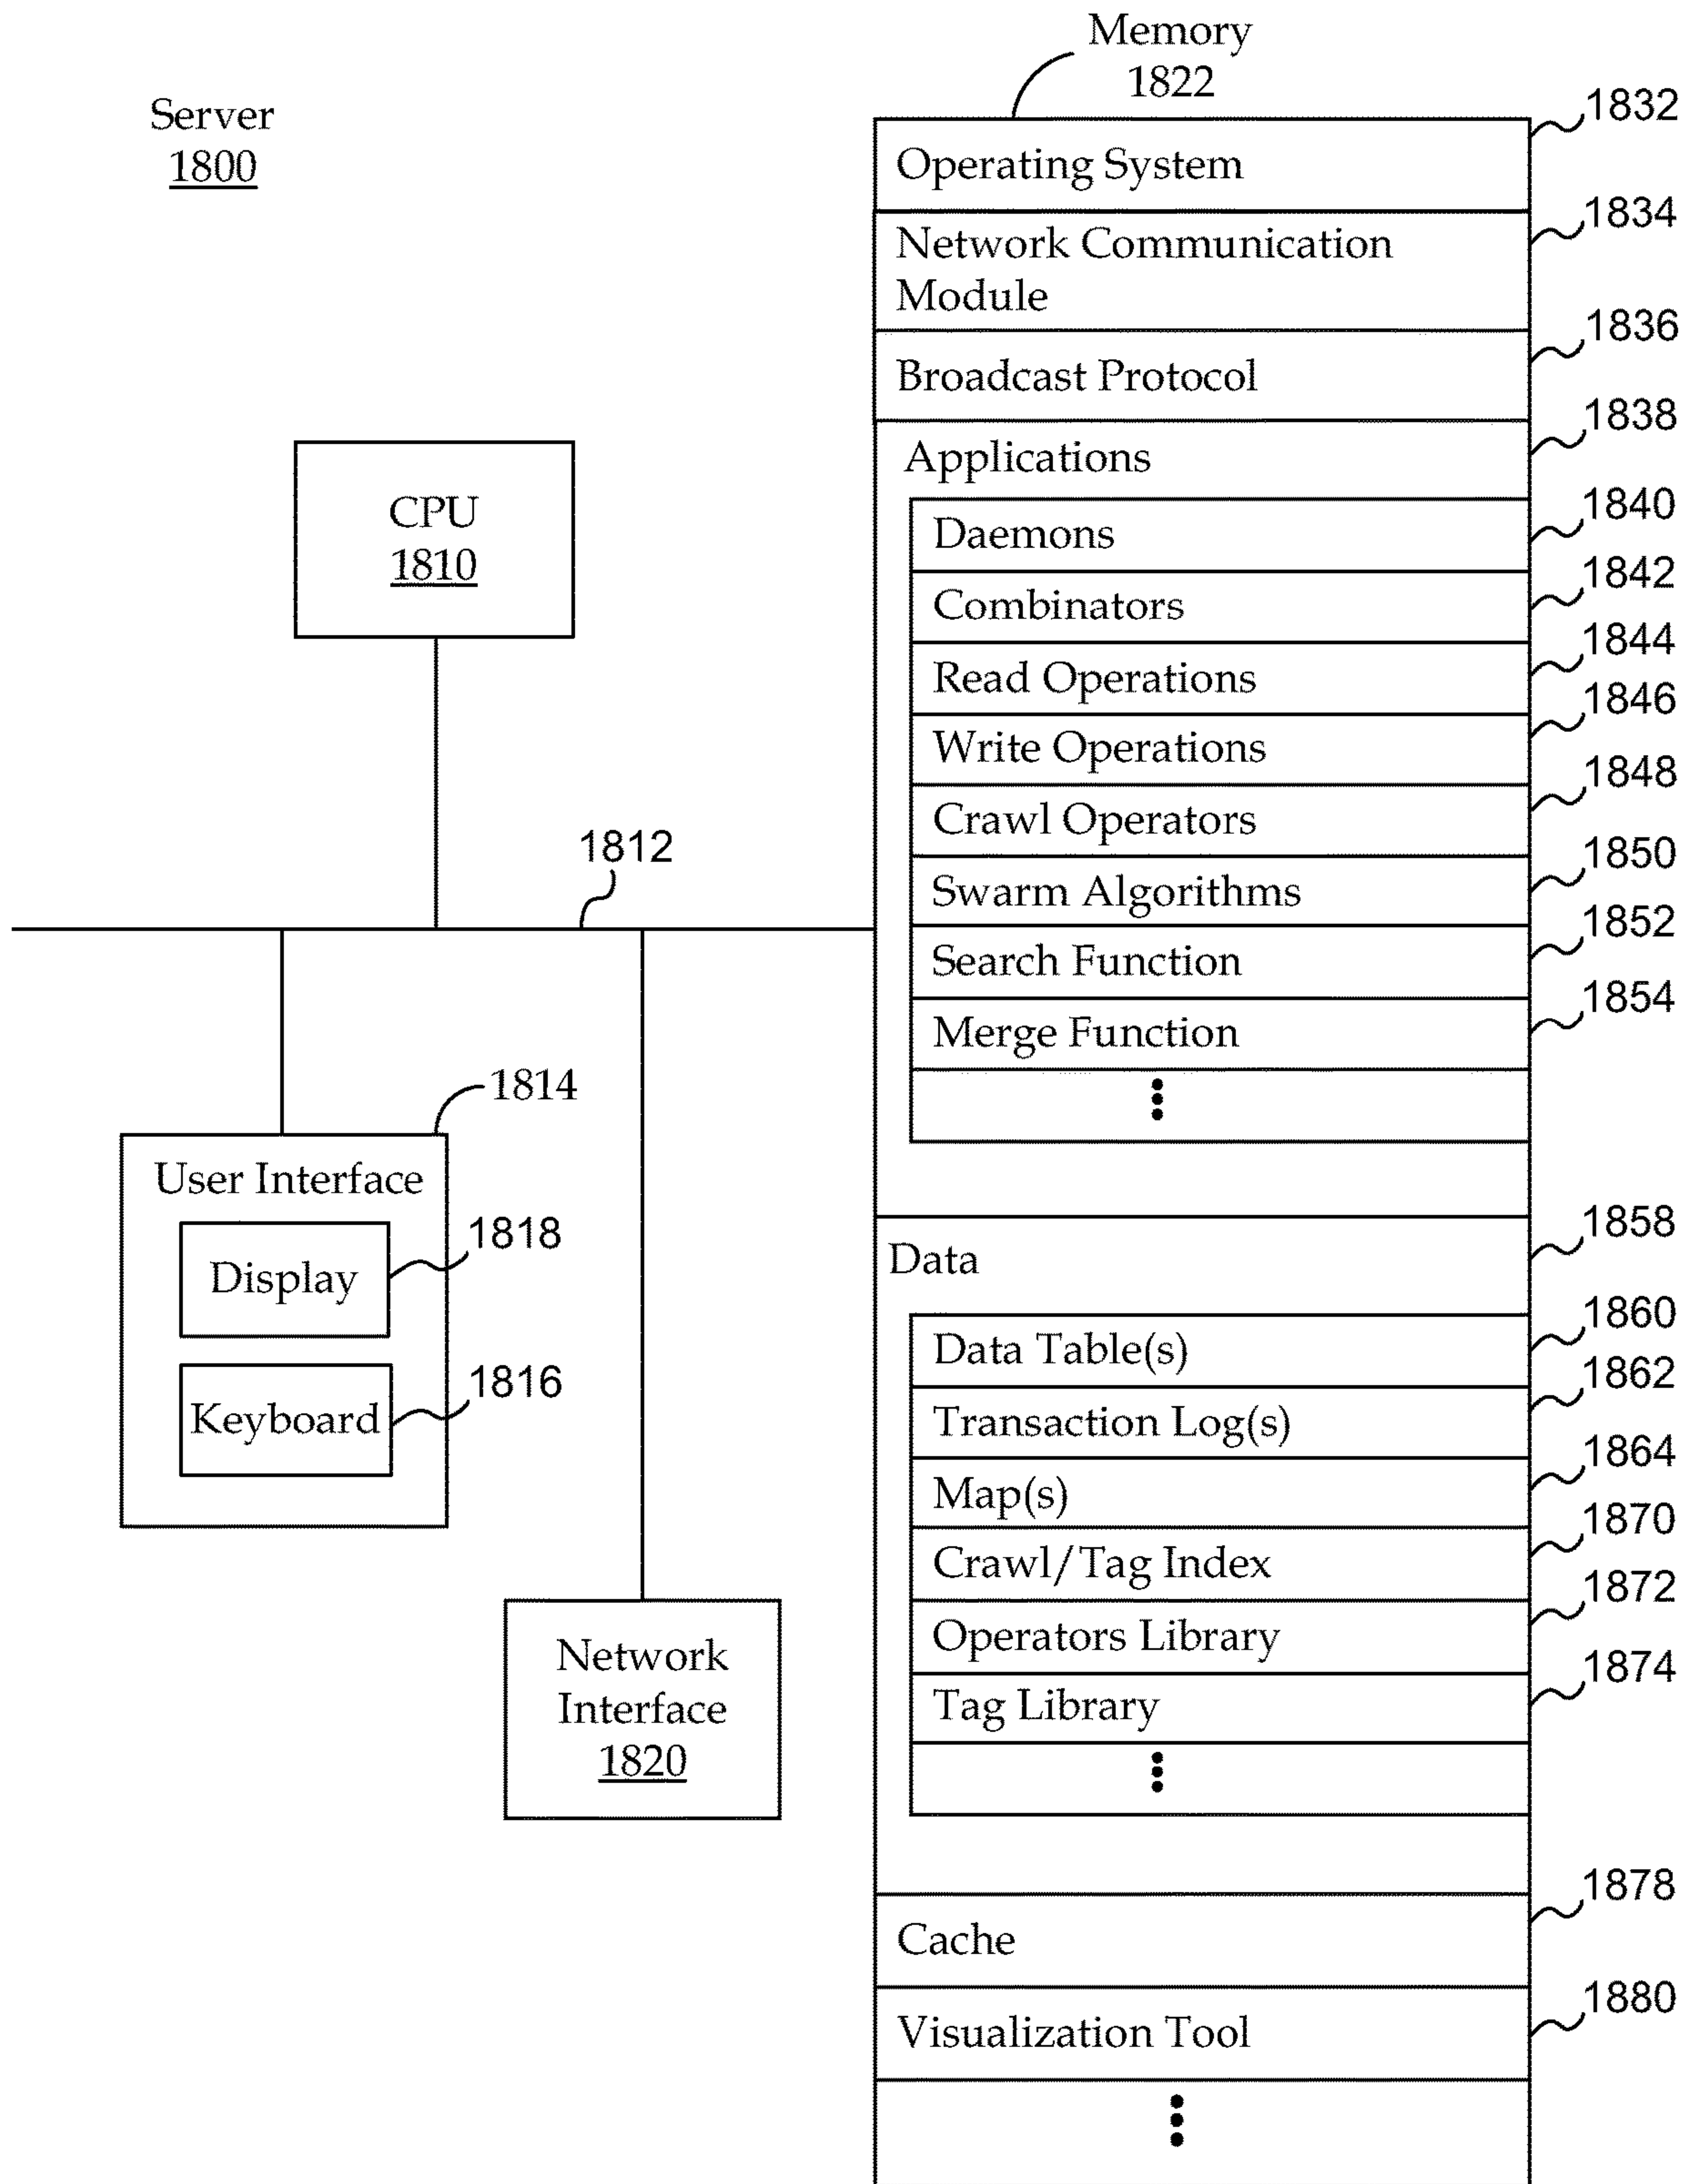 Server
1800
Memory
1822
Operating System
1832
Network Communication
Module
1834
Broadcast Protocol
1836
Applications
1838
Daemons
1840
Combinators
1842
Read Operations
1844
Write Operations
1846
Crawl Operators
1848
Swarm Algorithms
1850
Search Function
1852
Merge Function
1854
Data
1858
Data Table(s)
1860
Transaction Log(s)
1862
Map(s)
1864
Crawl/Tag Index
1870
Operators Library
1872
Tag Library
1874
Cache
1878
Visualization Tool
1880
CPU
1810
1812
1814
User Interface
Display
1818
Keyboard
1816
Network
Interface
1820